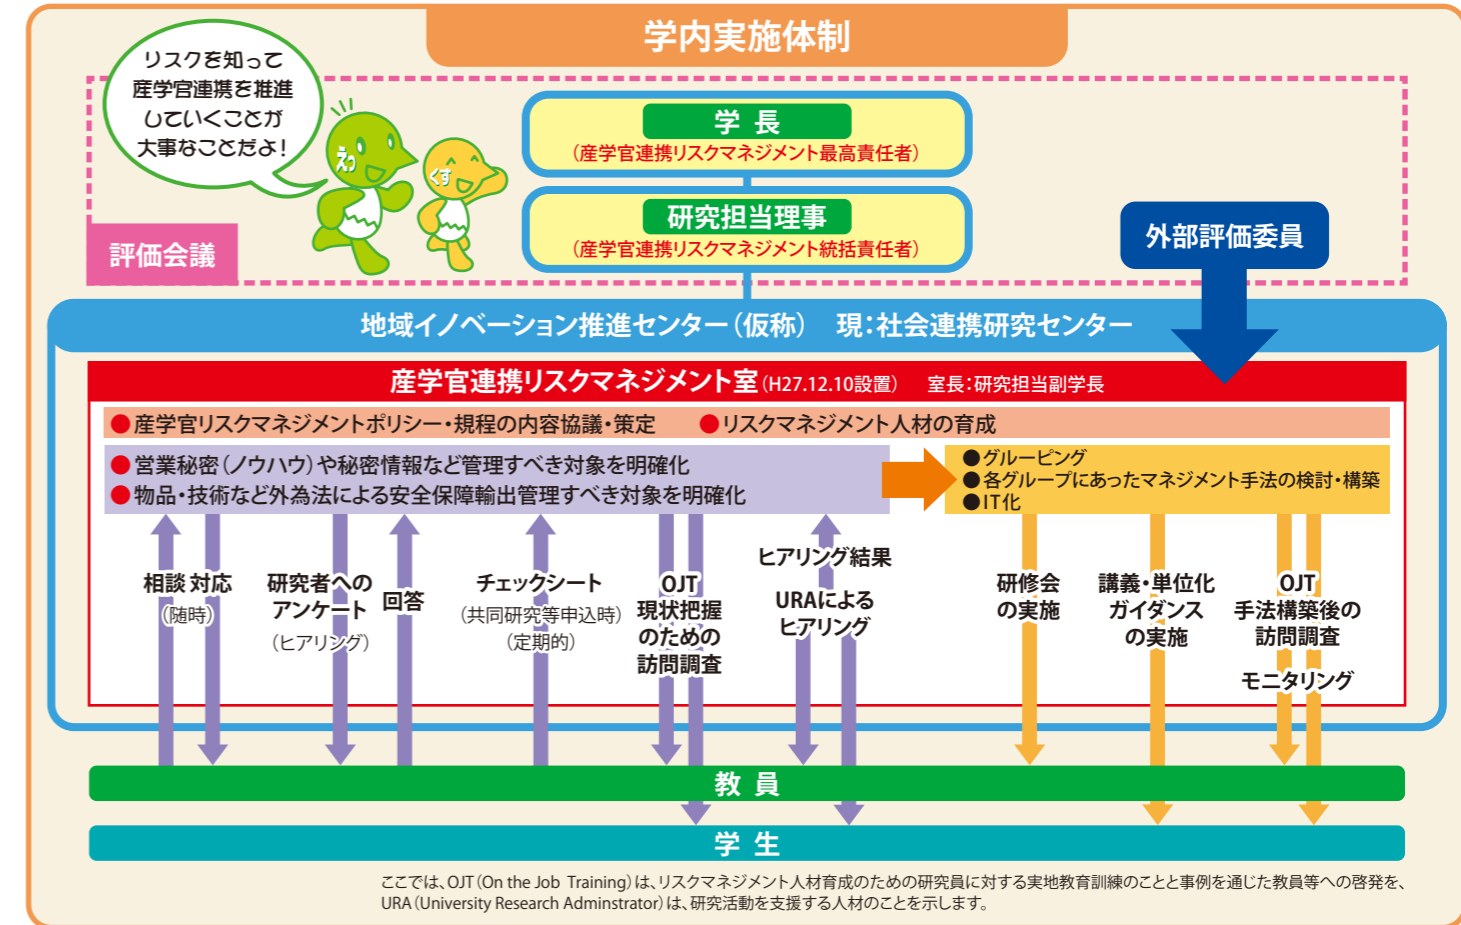 学内実施体制
リスクを知って
産学官連携を推進
していくことが
大事なことだよ！
えっ
くす
学 長
（産学官連携リスクマネジメント最高責任者）
研究担当理事
（産学官連携リスクマネジメント統括責任者）
評価会議
外部評価委員
地域イノベーション推進センター（仮称）　現：社会連携研究センター
産学官連携リスクマネジメント室（H27.12.10設置）　室長：研究担当副学長
●産学官リスクマネジメントポリシー・規程の内容協議・策定　●リスクマネジメント人材の育成
●営業秘密（ノウハウ）や秘密情報など管理すべき対象を明確化
●物品・技術など外為法による安全保障輸出管理すべき対象を明確化
●グルーピング
●各グループにあったマネジメント手法の検討・構築
●IT化
相談 対応
（随時）
研究者への
アンケート
（ヒアリング）
回答
チェックシート
（共同研究等申込時）
（定期的）
OJT
現状把握
のための
訪問調査
ヒアリング結果
URAによる
ヒアリング
研修会
の実施
講義・単位化
ガイダンス
の実施
OJT
手法構築後の
訪問調査
モニタリング
教 員
学 生
ここでは、OJT（On the Job Training）は、リスクマネジメント人材育成のための研究員に対する実地教育訓練のことと事例を通じた教員等への啓発を、
URA（University Research Adminstrator）は、研究活動を支援する人材のことを示します。